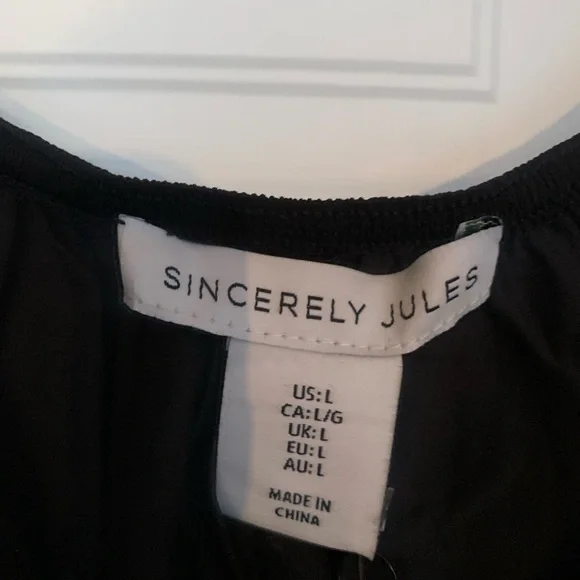 SINCERELY JULES
US: L
CA: L/G
UK: L
EU: L
AU: L
MADE IN
CHINA